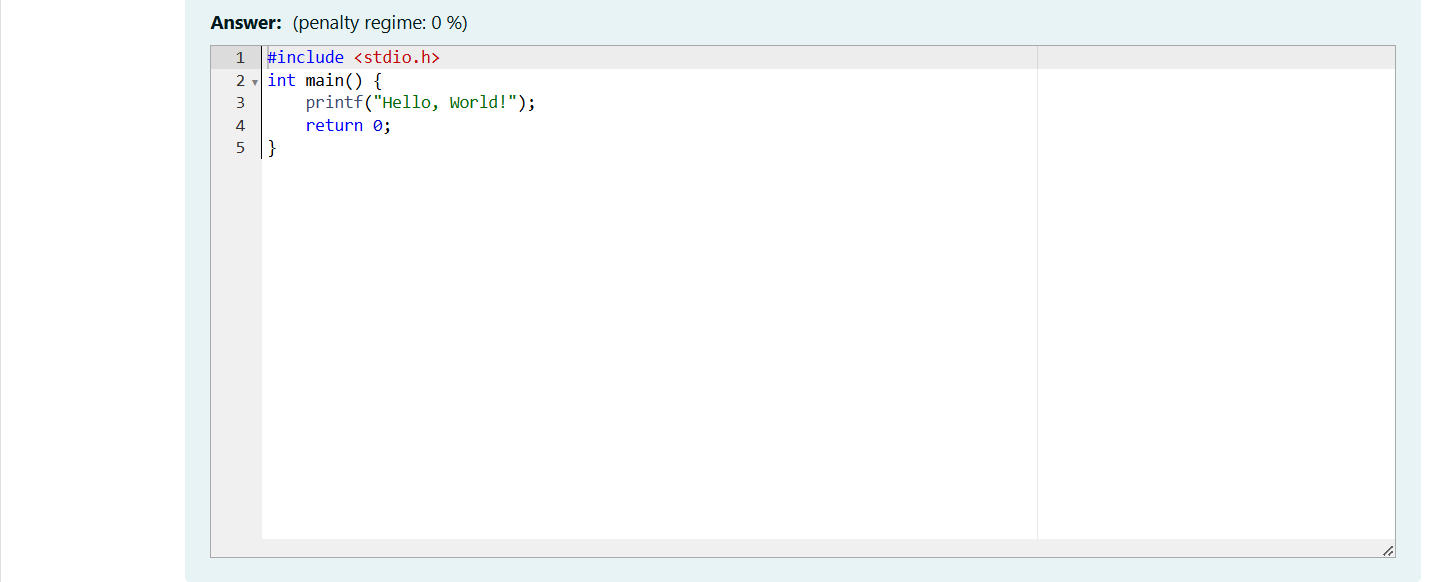 Answer: (penalty regime: 0 %)
1 #include <stdio.h>
2 int main() {
3     printf("Hello, World!");
4     return 0;
5 }